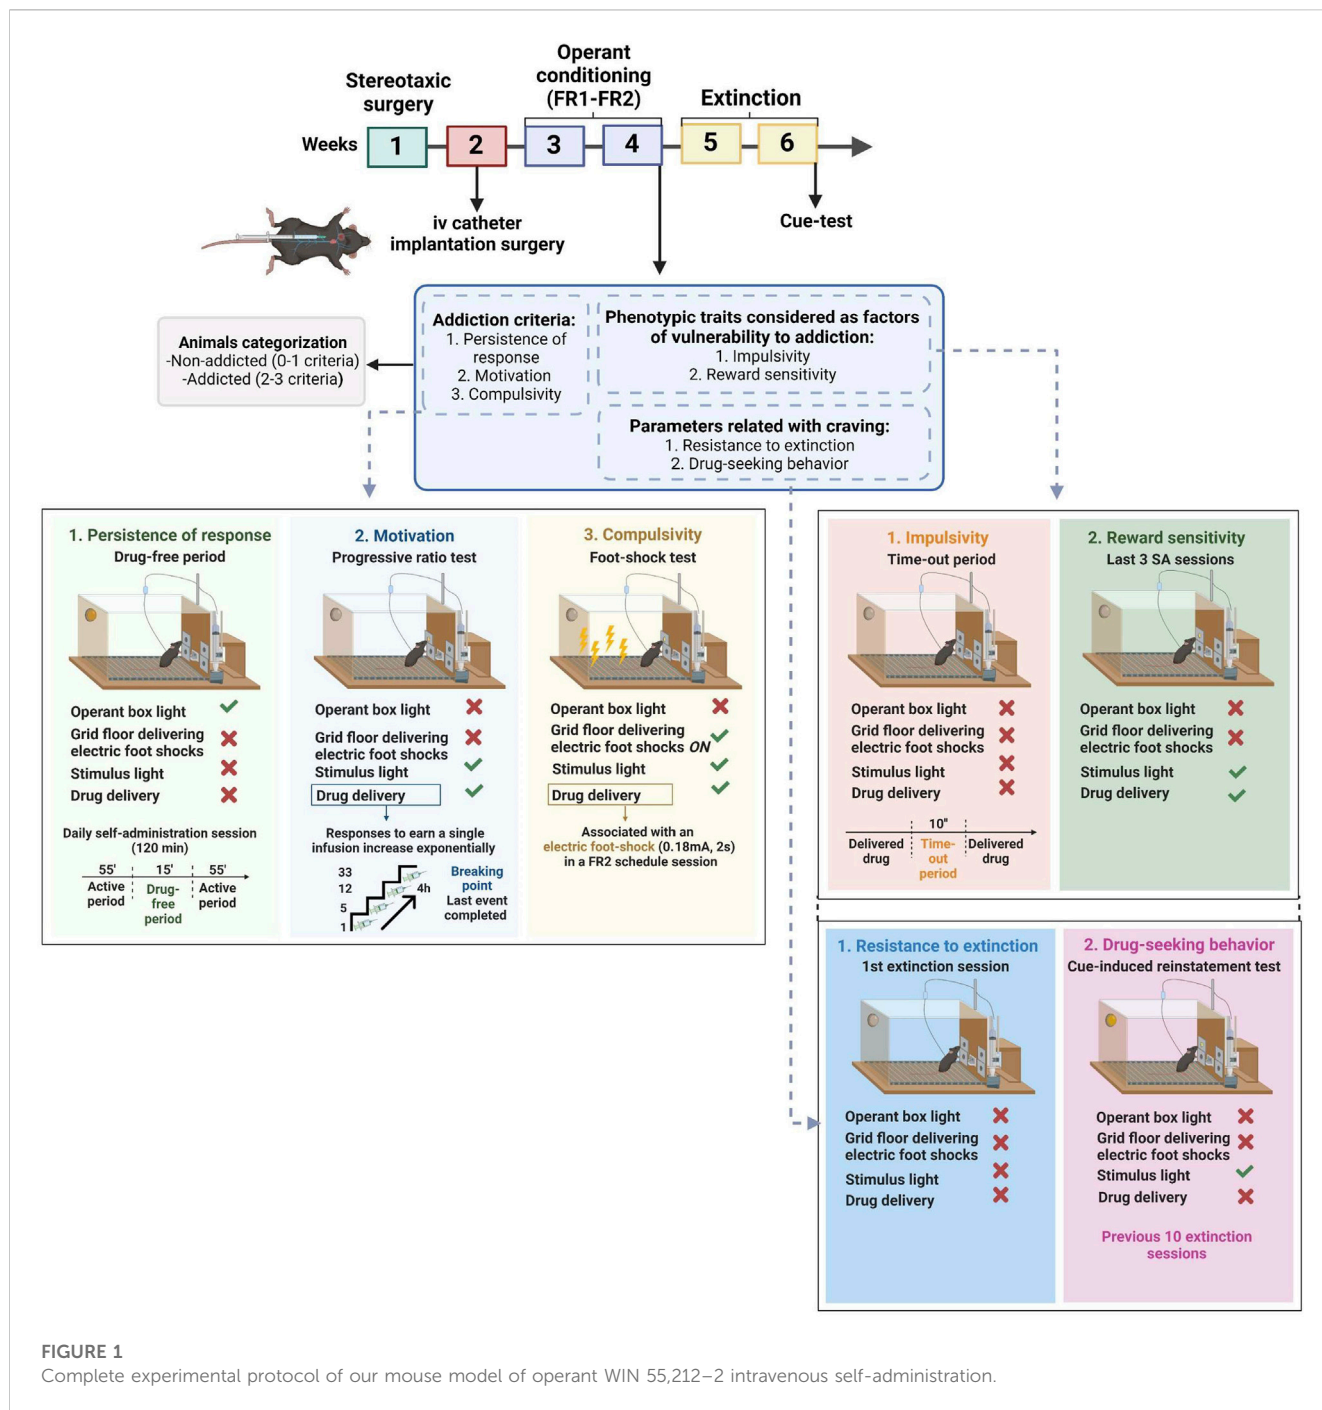 Stereotaxic
surgery
Operant
conditioning
(FR1-FR2)
Extinction
Weeks
1
2
3
4
5
6
iv catheter
implantation surgery
Cue-test
Animals categorization
-Non-addicted (0-1 criteria)
-Addicted (2-3 criteria)
Addiction criteria:
1. Persistence of
response
2. Motivation
3. Compulsivity
Phenotypic traits considered as factors
of vulnerability to addiction:
1. Impulsivity
2. Reward sensitivity
Parameters related with craving:
1. Resistance to extinction
2. Drug-seeking behavior
1. Persistence of response
Drug-free period
Operant box light
Grid floor delivering
electric foot shocks
Stimulus light
Drug delivery
Daily self-administration session
(120 min)
55' 15' 55'
Active
period
Drug-
free
period
Active
period
2. Motivation
Progressive ratio test
Operant box light
Grid floor delivering
electric foot shocks
Stimulus light
Drug delivery
Responses to earn a single
infusion increase exponentially
33
12
5
1
4h
Breaking
point
Last event
completed
3. Compulsivity
Foot-shock test
Operant box light
Grid floor delivering
electric foot shocks ON
Stimulus light
Drug delivery
Associated with an
electric foot-shock (0.18mA, 2s)
in a FR2 schedule session
1. Impulsivity
Time-out period
Operant box light
Grid floor delivering
electric foot shocks
Stimulus light
Drug delivery
10"
Delivered
drug
Time-
out
period
Delivered
drug
2. Reward sensitivity
Last 3 SA sessions
Operant box light
Grid floor delivering
electric foot shocks
Stimulus light
Drug delivery
1. Resistance to extinction
1st extinction session
Operant box light
Grid floor delivering
electric foot shocks
Stimulus light
Drug delivery
2. Drug-seeking behavior
Cue-induced reinstatement test
Operant box light
Grid floor delivering
electric foot shocks
Stimulus light
Drug delivery
Previous 10 extinction
sessions
FIGURE 1
Complete experimental protocol of our mouse model of operant WIN 55,212–2 intravenous self-administration.